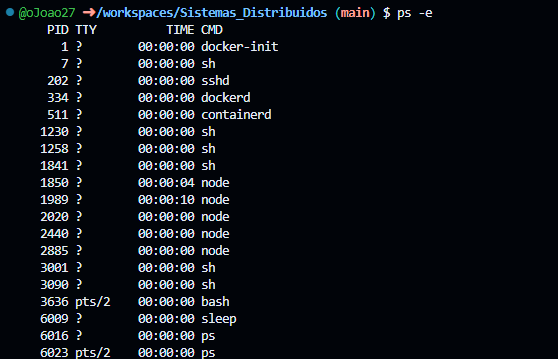 @oJoao27 ➜/workspaces/Sistemas_Distribuidos (main) $ ps -e
PID TTY TIME CMD
1 ? 00:00:00 docker-init
7 ? 00:00:00 sh
202 ? 00:00:00 sshd
334 ? 00:00:00 dockerd
511 ? 00:00:00 containerd
1230 ? 00:00:00 sh
1258 ? 00:00:00 sh
1841 ? 00:00:00 sh
1850 ? 00:00:04 node
1989 ? 00:00:10 node
2020 ? 00:00:00 node
2440 ? 00:00:00 node
2885 ? 00:00:00 node
3001 ? 00:00:00 sh
3090 ? 00:00:00 sh
3636 pts/2 00:00:00 bash
6009 ? 00:00:00 sleep
6016 ? 00:00:00 ps
6023 pts/2 00:00:00 ps